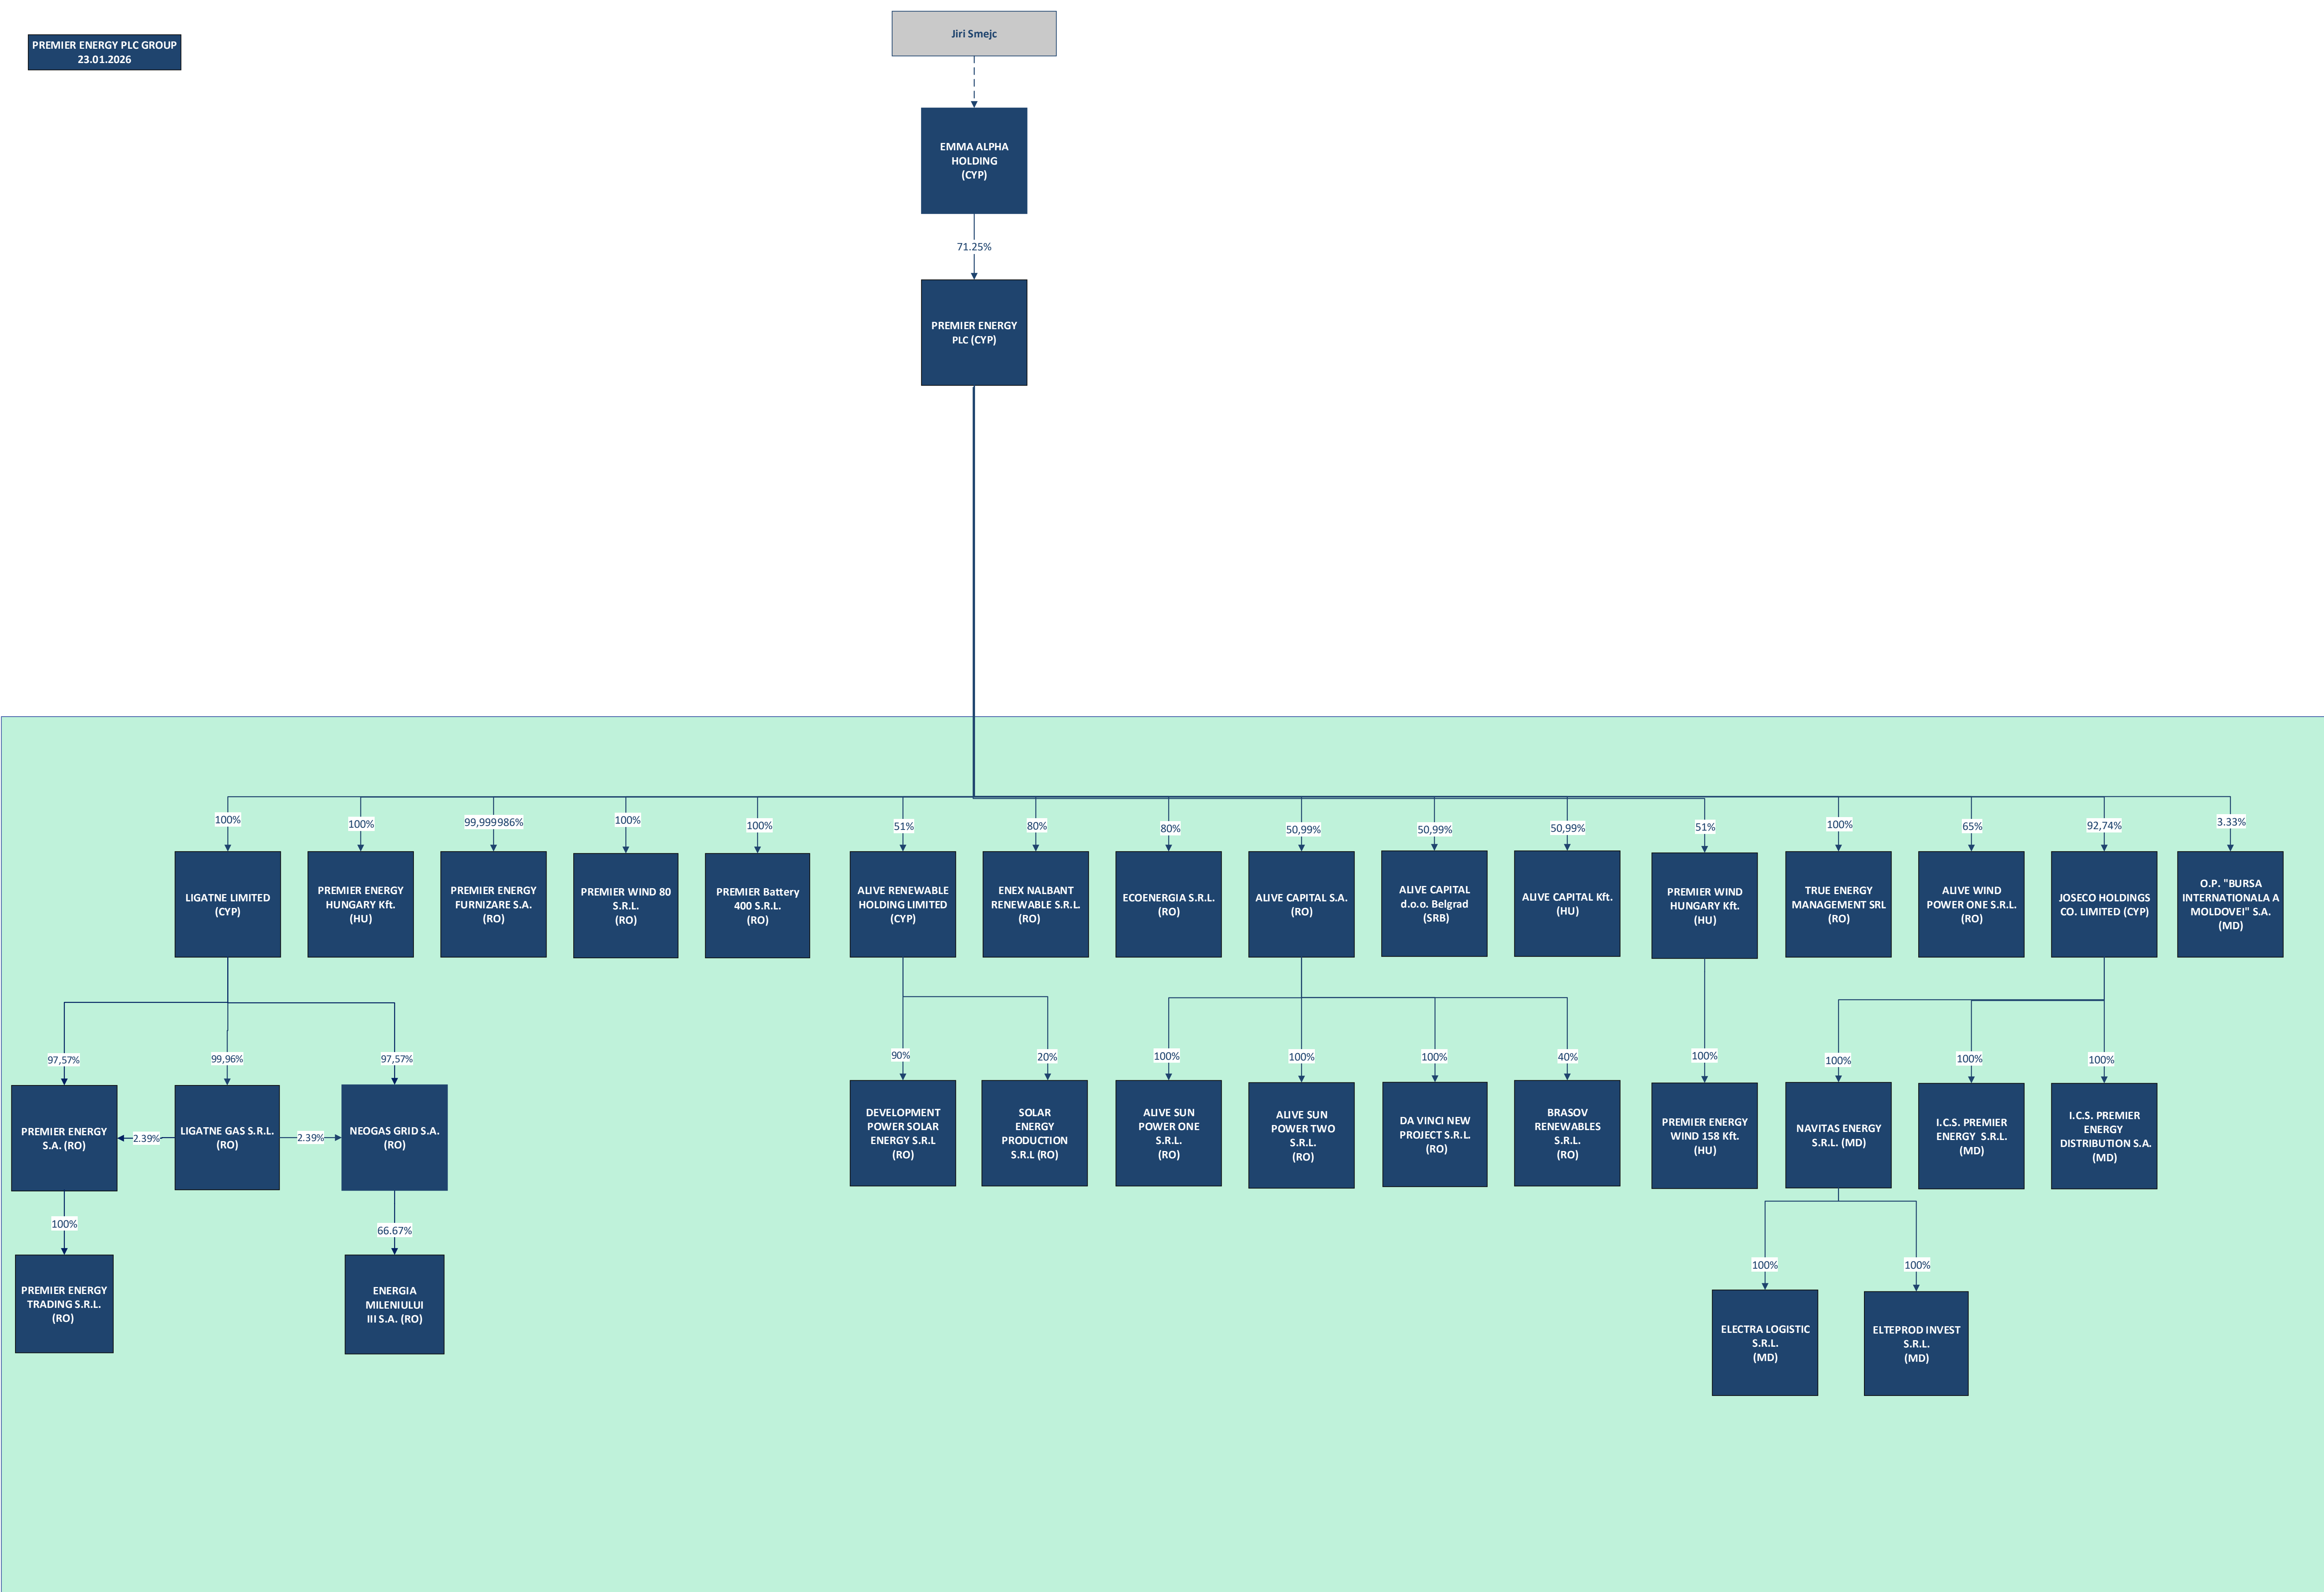 PREMIER ENERGY PLC GROUP
23.01.2026
Jiri Smejc
EMMA ALPHA
HOLDING
(CYP)
71.25%
PREMIER ENERGY
PLC (CYP)
100%
100%
99,999986%
100%
100%
51%
80%
80%
50,99%
50,99%
50,99%
51%
100%
65%
92,74%
3.33%
LIGATNE LIMITED
(CYP)
PREMIER ENERGY
HUNGARY Kft.
(HU)
PREMIER ENERGY
FURNIZARE S.A.
(RO)
PREMIER WIND 80
S.R.L.
(RO)
PREMIER Battery
400 S.R.L.
(RO)
ALIVE RENEWABLE
HOLDING LIMITED
(CYP)
ENEX NALBANT
RENEWABLE S.R.L.
(RO)
ECOENERGIA S.R.L.
(RO)
ALIVE CAPITAL S.A.
(RO)
ALIVE CAPITAL
d.o.o. Belgrad
(SRB)
ALIVE CAPITAL Kft.
(HU)
PREMIER WIND
HUNGARY Kft.
(HU)
TRUE ENERGY
MANAGEMENT SRL
(RO)
ALIVE WIND
POWER ONE S.R.L.
(RO)
JOSECO HOLDINGS
CO. LIMITED (CYP)
O.P. "BURSA
INTERNATIONALA A
MOLDOVEI" S.A.
(MD)
97,57%
99,96%
97,57%
90%
20%
100%
100%
100%
40%
100%
100%
100%
100%
PREMIER ENERGY
S.A. (RO)
2.39%
LIGATNE GAS S.R.L.
(RO)
2.39%
NEOGAS GRID S.A.
(RO)
DEVELOPMENT
POWER SOLAR
ENERGY S.R.L
(RO)
SOLAR
ENERGY
PRODUCTION
S.R.L (RO)
ALIVE SUN
POWER ONE
S.R.L.
(RO)
ALIVE SUN
POWER TWO
S.R.L.
(RO)
DA VINCI NEW
PROJECT S.R.L.
(RO)
BRASOV
RENEWABLES
S.R.L.
(RO)
PREMIER ENERGY
WIND 158 Kft.
(HU)
NAVITAS ENERGY
S.R.L. (MD)
I.C.S. PREMIER
ENERGY S.R.L.
(MD)
I.C.S. PREMIER
ENERGY
DISTRIBUTION S.A.
(MD)
100%
66.67%
100%
100%
PREMIER ENERGY
TRADING S.R.L.
(RO)
ENERGIA
MILENIULUI
III S.A. (RO)
ELECTRA LOGISTIC
S.R.L.
(MD)
ELTEPROD INVEST
S.R.L.
(MD)